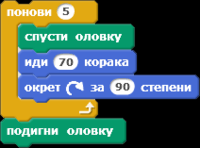 понови 5
спусти оловку
иди 70 корака
окрет за 90 степени
подигни оловку